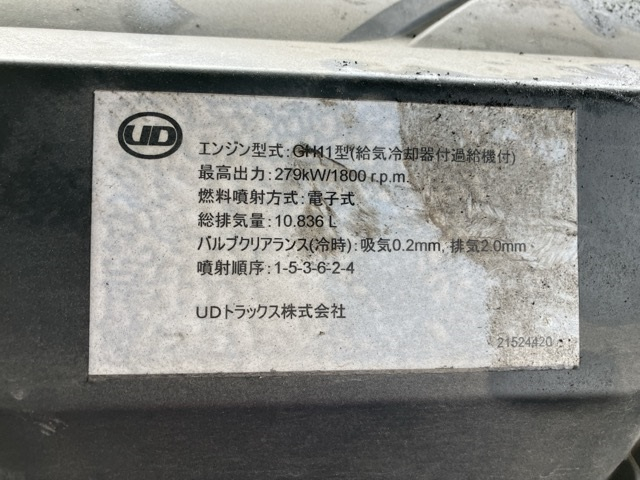 UD
エンジン型式:GH11型(給気冷却器付過給機付)
最高出力:279kW/1800 r.p.m.
燃料噴射方式:電子式
総排気量:10.836 L
バルブクリアランス(冷時):吸気0.2mm, 排気2.0mm
噴射順序:1-5-3-6-2-4
UDトラックス株式会社
21524420